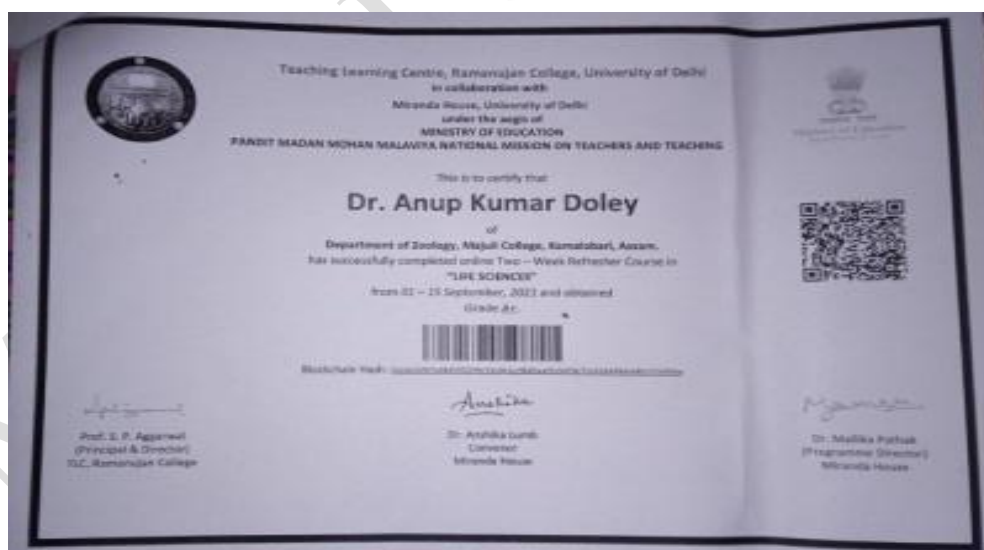 Teaching Learning Centre, Ramanujan College, University of Delhi
in collaboration with
Miranda House, University of Delhi
under the aegis of
MINISTRY OF EDUCATION
PANDIT MADAN MOHAN MALAVIYA NATIONAL MISSION ON TEACHERS AND TEACHING
This is to certify that
Dr. Anup Kumar Doley
of
Department of Zoology, Majuli College, Kamalabari, Assam.
has successfully completed online Two – Week Refresher Course in
"LIFE SCIENCES"
from 01 – 15 September, and obtained
Grade A+.
Blockchain Hash:
Anshika
Prof. S. P. Aggarwal
(Principal & Director)
TLC, Ramanujan College
Dr. Anshika
Convenor
Miranda House
Dr. Mallika Pathak
(Programme Director)
Miranda House